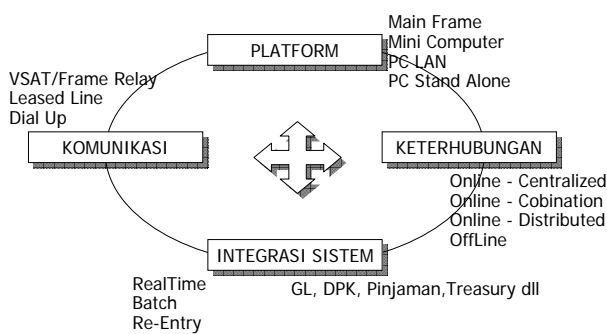 PLATFORM
Main Frame
Mini Computer
PC LAN
PC Stand Alone
VSAT/Frame Relay
Leased Line
Dial Up
KOMUNIKASI
KETERHUBUNGAN
Online - Centralized
Online - Cobination
Online - Distributed
OffLine
INTEGRASI SISTEM
RealTime
Batch
Re-Entry
GL, DPK, Pinjaman,Treasury dll